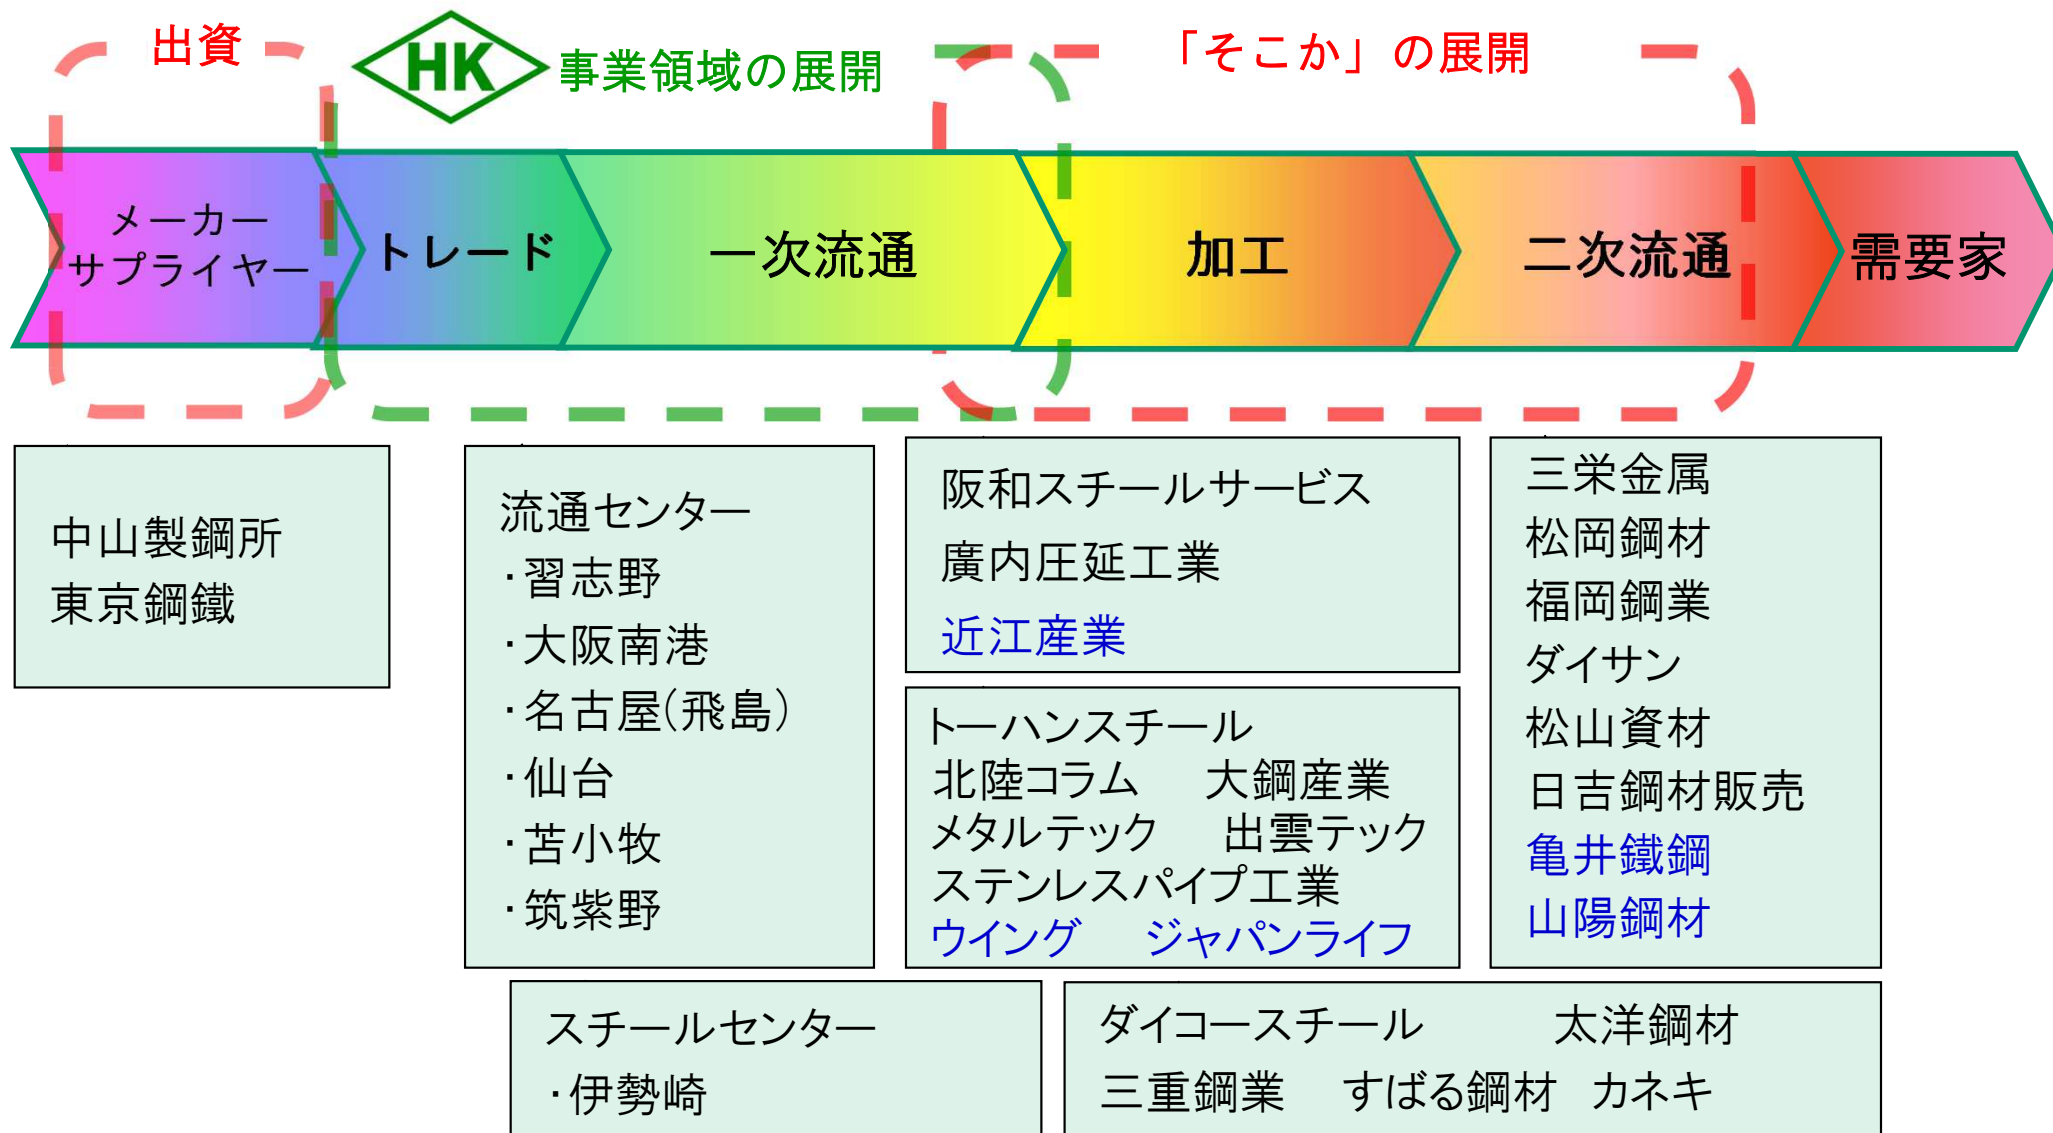 出資
HK 事業領域の展開
「そこか」の展開
メーカー
サプライヤー
トレード
一次流通
加工
二次流通
需要家
中山製鋼所
東京鋼鐵
流通センター
・習志野
・大阪南港
・名古屋(飛島)
・仙台
・苫小牧
・筑紫野
阪和スチールサービス
廣内圧延工業
近江産業
トーハンスチール
北陸コラム 大鋼産業
メタルテック 出雲テック
ステンレスパイプ工業
ウイング ジャパンライフ
三栄金属
松岡鋼材
福岡鋼業
ダイサン
松山資材
日吉鋼材販売
亀井鐵鋼
山陽鋼材
スチールセンター
・伊勢崎
ダイコースチール 太洋鋼材
三重鋼業 すばる鋼材 カネキ